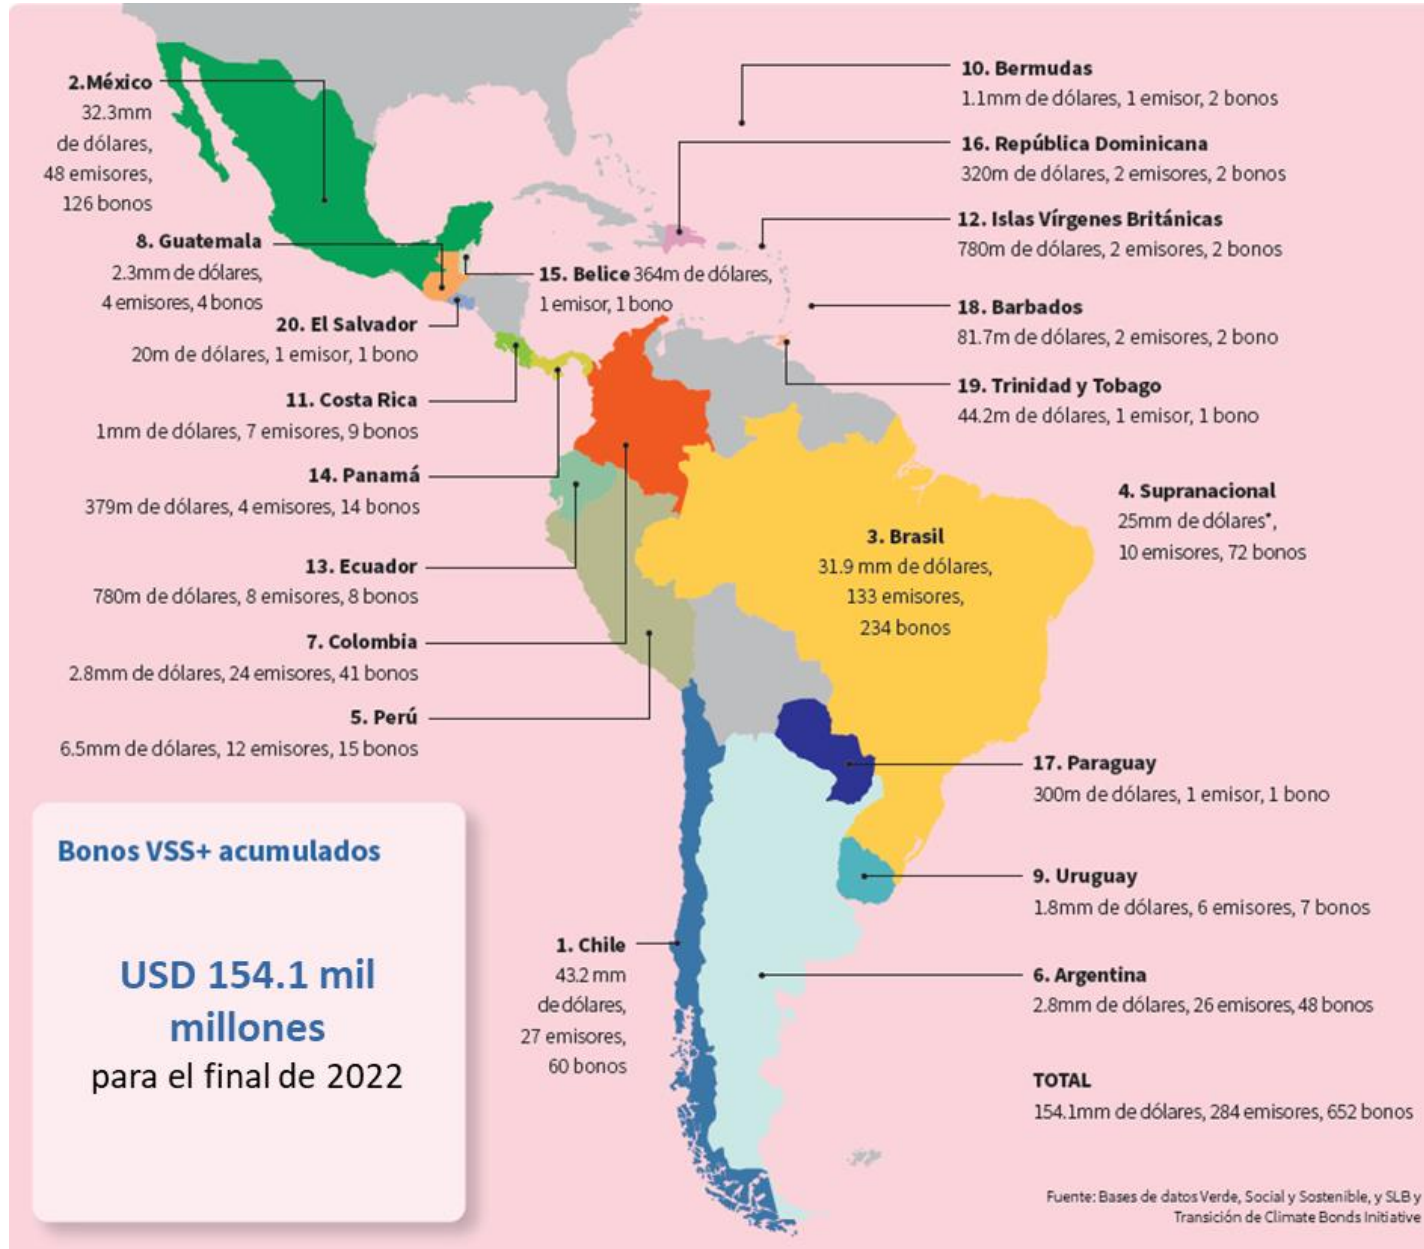 2.México
32.3mm
de dólares,
48 emisores,
126 bonos
8. Guatemala
2.3mm de dólares,
4 emisores, 4 bonos
20. El Salvador
20m de dólares, 1 emisor, 1 bono
11. Costa Rica
1mm de dólares, 7 emisores, 9 bonos
14. Panamá
379m de dólares, 4 emisores, 14 bonos
13. Ecuador
780m de dólares, 8 emisores, 8 bonos
7. Colombia
2.8mm de dólares, 24 emisores, 41 bonos
5. Perú
6.5mm de dólares, 12 emisores, 15 bonos
15. Belice 364m de dólares,
1 emisor, 1 bono
10. Bermudas
1.1mm de dólares, 1 emisor, 2 bonos
16. República Dominicana
320m de dólares, 2 emisores, 2 bonos
12. Islas Vírgenes Británicas
780m de dólares, 2 emisores, 2 bonos
18. Barbados
81.7m de dólares, 2 emisores, 2 bono
19. Trinidad y Tobago
44.2m de dólares, 1 emisor, 1 bono
4. Supranacional
25mm de dólares*,
10 emisores, 72 bonos
3. Brasil
31.9 mm de dólares,
133 emisores,
234 bonos
17. Paraguay
300m de dólares, 1 emisor, 1 bono
9. Uruguay
1.8mm de dólares, 6 emisores, 7 bonos
1. Chile
43.2 mm
de dólares,
27 emisores,
60 bonos
6. Argentina
2.8mm de dólares, 26 emisores, 48 bonos
TOTAL
154.1mm de dólares, 284 emisores, 652 bonos
Bonos VSS+ acumulados
USD 154.1 mil
millones
para el final de 2022
Fuente: Bases de datos Verde, Social y Sostenible, y SLB y
Transición de Climate Bonds Initiative